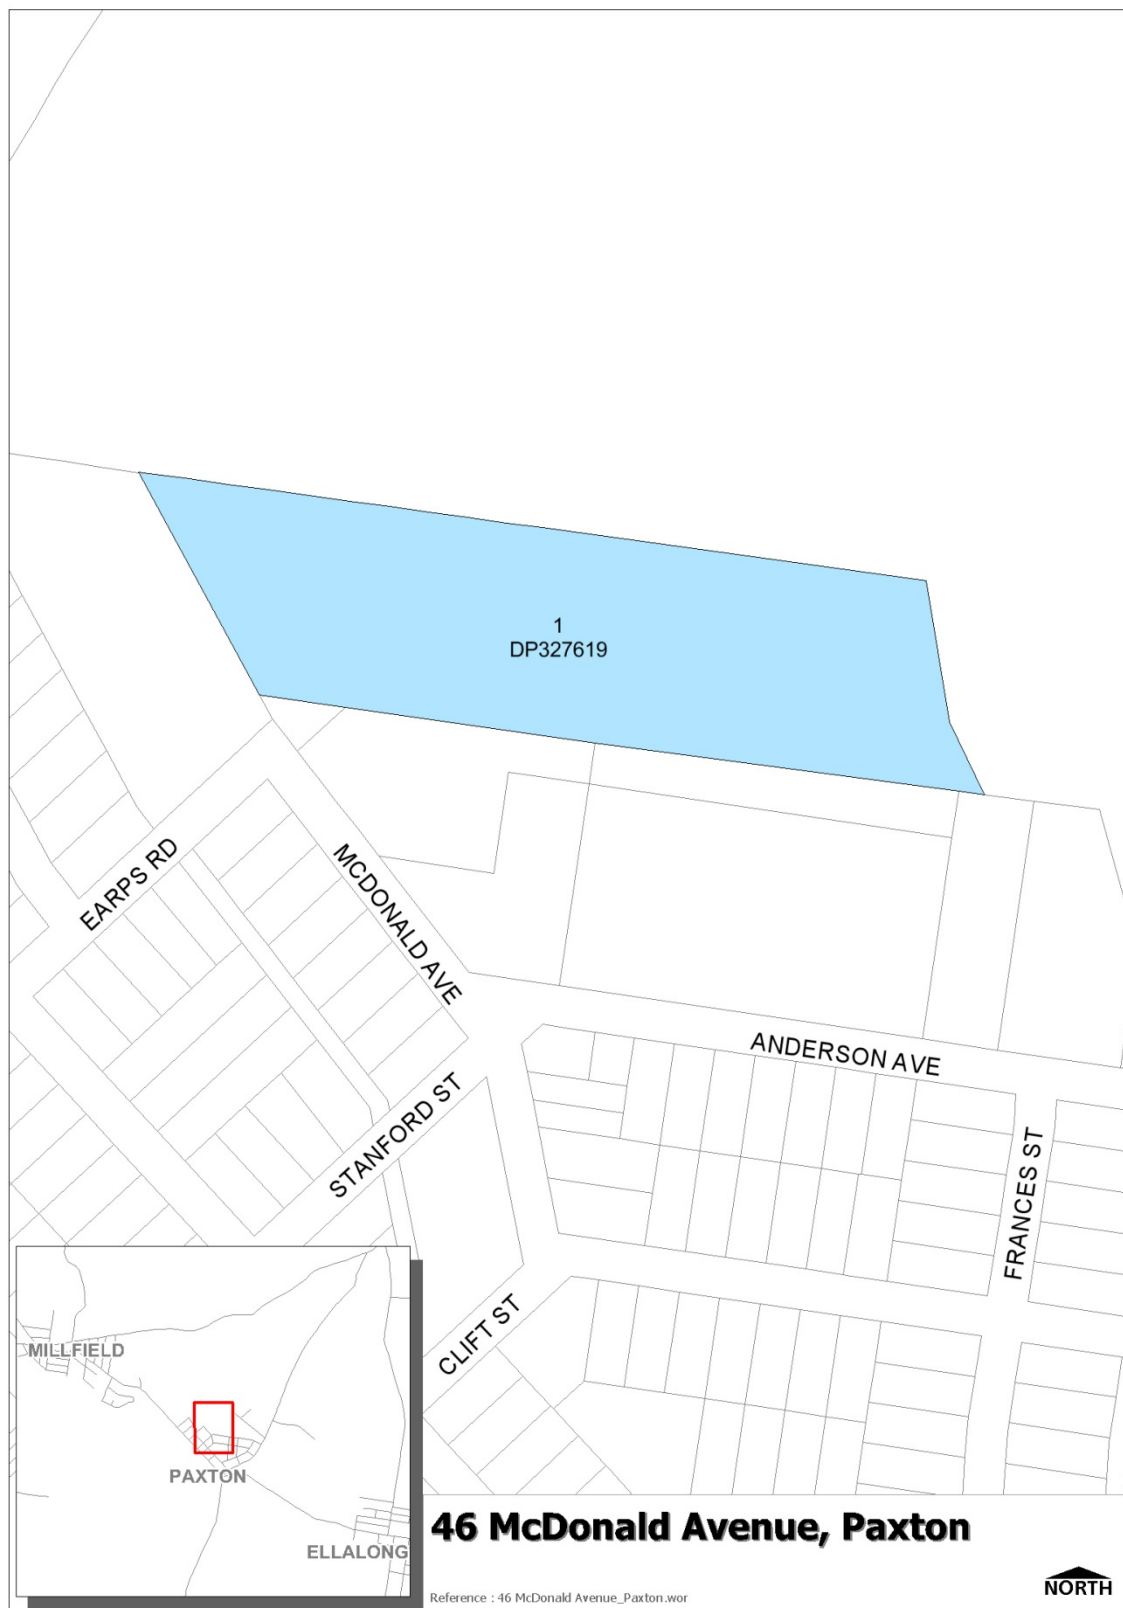 1
DP327619
EARPS RD
MCDONALD AVE
ANDERSON AVE
STANFORD ST
FRANCES ST
CLIFT ST
MILLFIELD
PAXTON
ELLALONG
46 McDonald Avenue, Paxton
Reference : 46 McDonald Avenue_Paxton.wor
NORTH